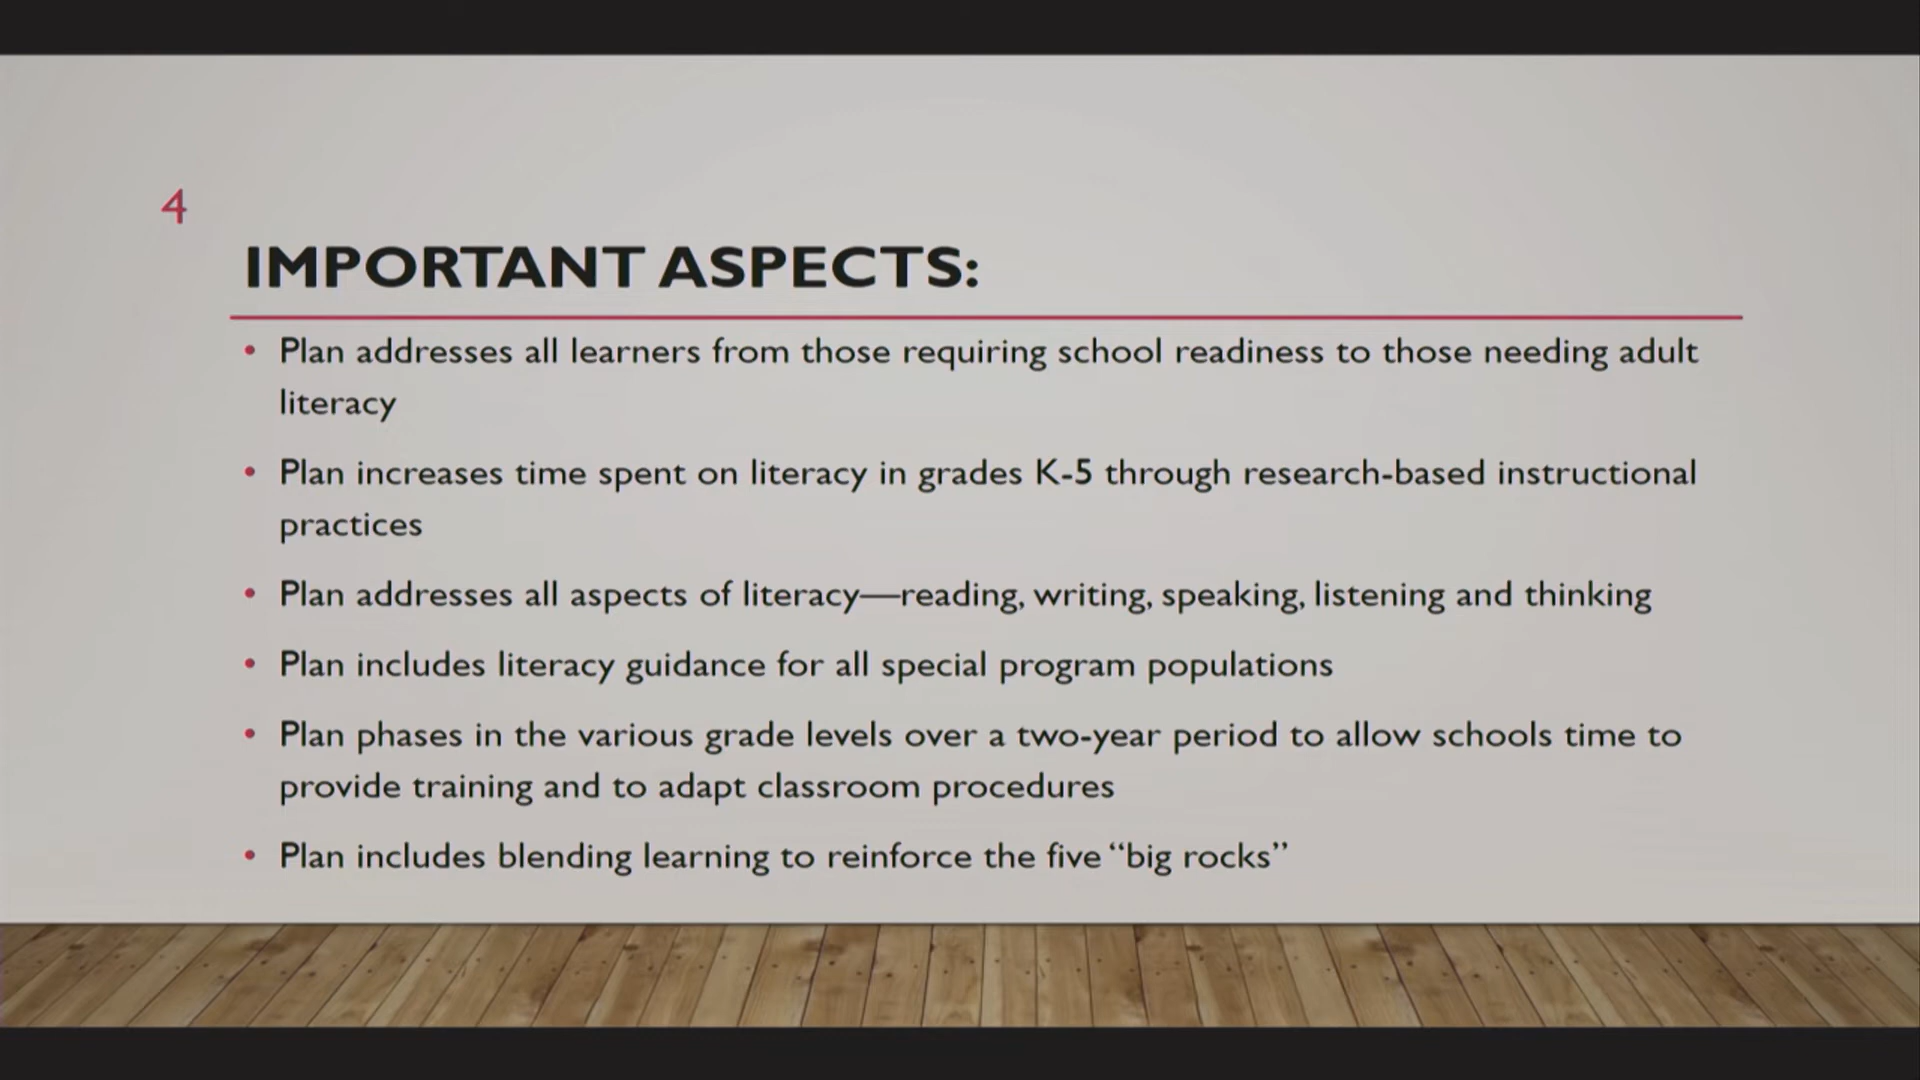 4
IMPORTANT ASPECTS:
• Plan addresses all learners from those requiring school readiness to those needing adult
literacy
• Plan increases time spent on literacy in grades K-5 through research-based instructional
practices
• Plan addresses all aspects of literacy—reading, writing, speaking, listening and thinking
• Plan includes literacy guidance for all special program populations
• Plan phases in the various grade levels over a two-year period to allow schools time to
provide training and to adapt classroom procedures
• Plan includes blending learning to reinforce the five “big rocks”